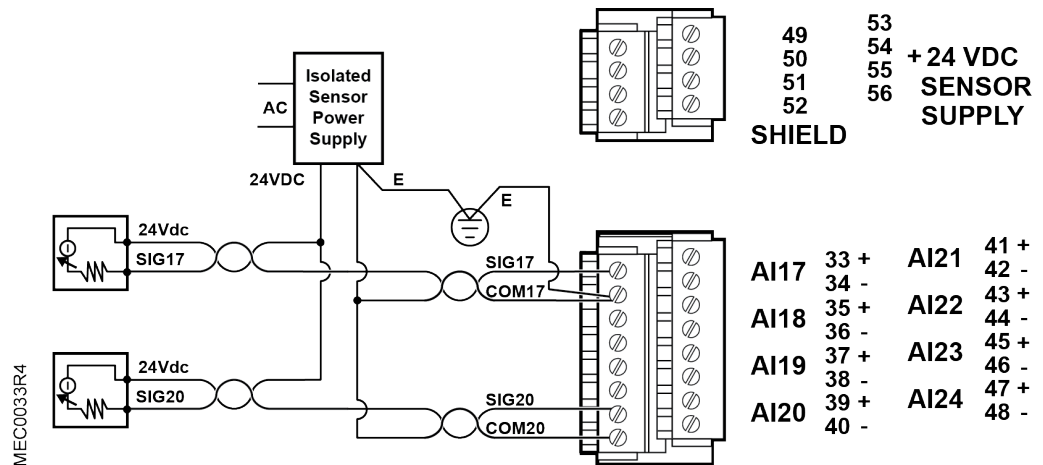 Isolated
Sensor
Power
Supply
AC
24VDC
E
E
24Vdc
SIG17
SIG17
COM17
24Vdc
SIG20
SIG20
COM20
MEC0033R4
49
50
51
52
SHIELD
53
54
55
56
+ 24 VDC
SENSOR
SUPPLY
AI17
33 +
34 -
AI18
35 +
36 -
AI19
37 +
38 -
AI20
39 +
40 -
AI21
41 +
42 -
AI22
43 +
44 -
AI23
45 +
46 -
AI24
47 +
48 -